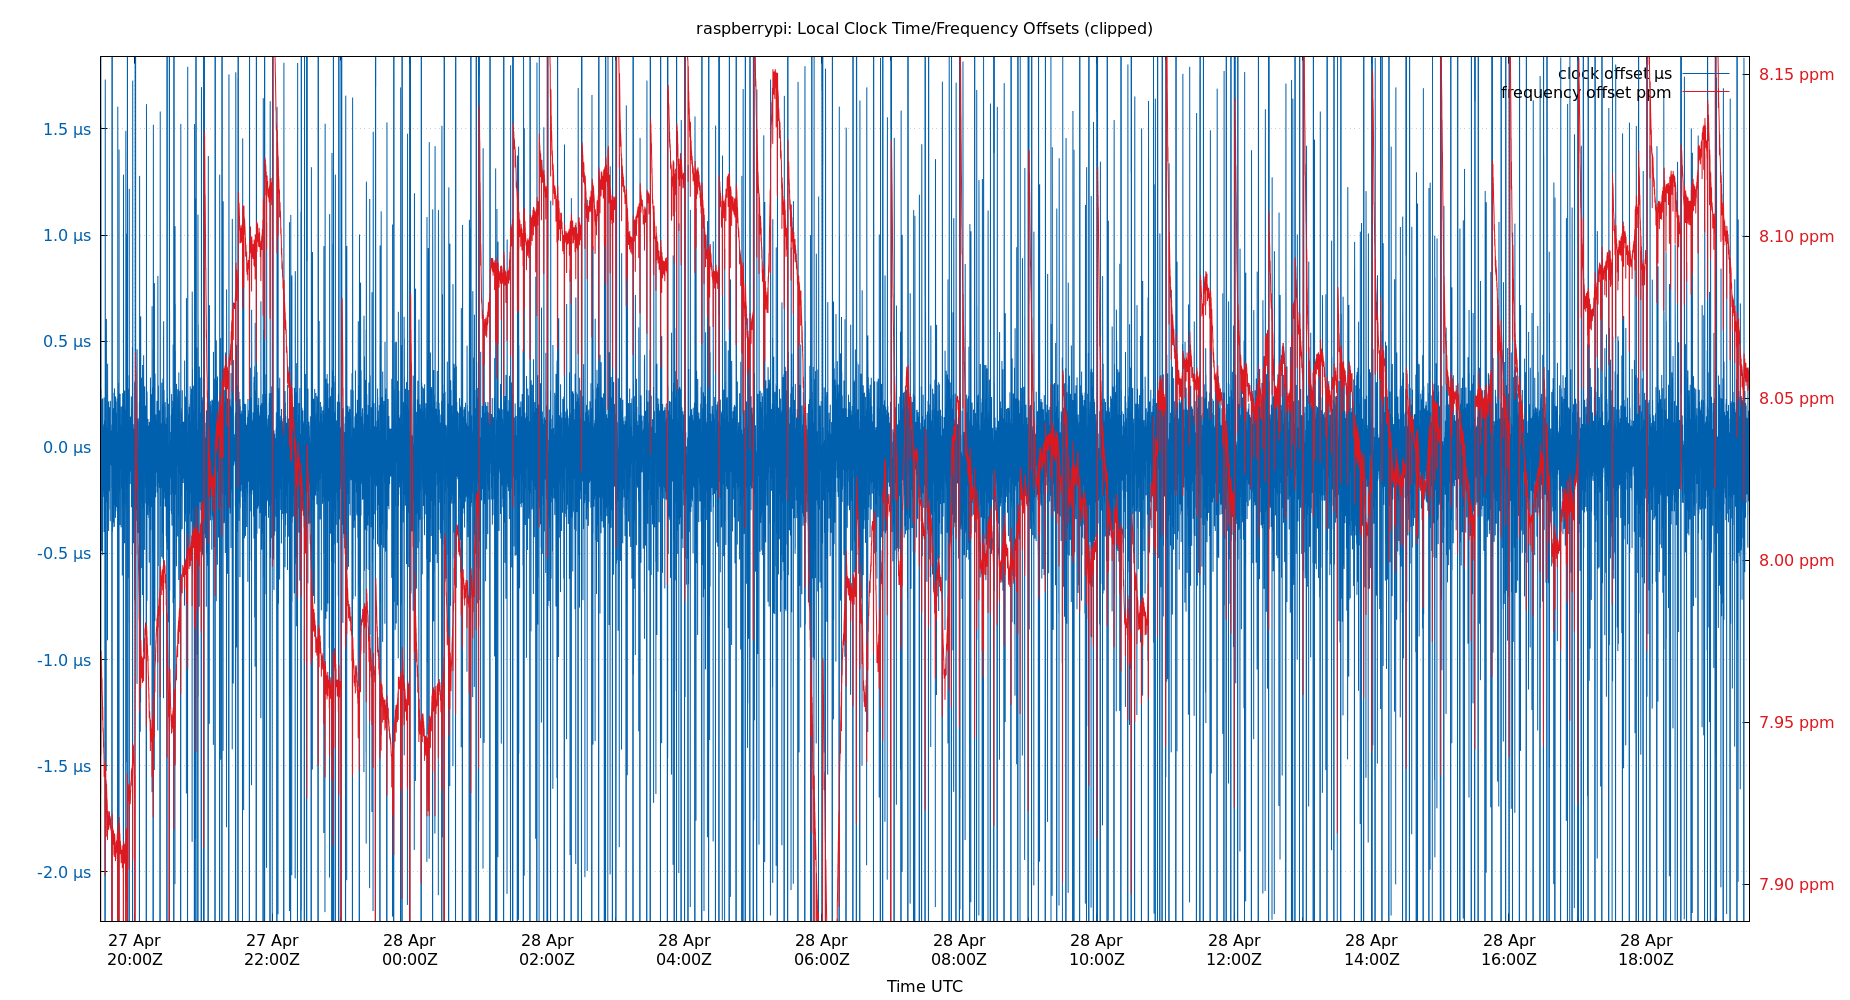 raspberrypi: Local Clock Time/Frequency Offsets (clipped)
clock offset µs
frequency offset ppm
1.5 µs
1.0 µs
0.5 µs
0.0 µs
-0.5 µs
-1.0 µs
-1.5 µs
-2.0 µs
8.15 ppm
8.10 ppm
8.05 ppm
8.00 ppm
7.95 ppm
7.90 ppm
27 Apr 27 Apr 28 Apr 28 Apr 28 Apr 28 Apr 28 Apr 28 Apr 28 Apr 28 Apr 28 Apr 28 Apr
20:00Z 22:00Z 00:00Z 02:00Z 04:00Z 06:00Z 08:00Z 10:00Z 12:00Z 14:00Z 16:00Z 18:00Z
Time UTC